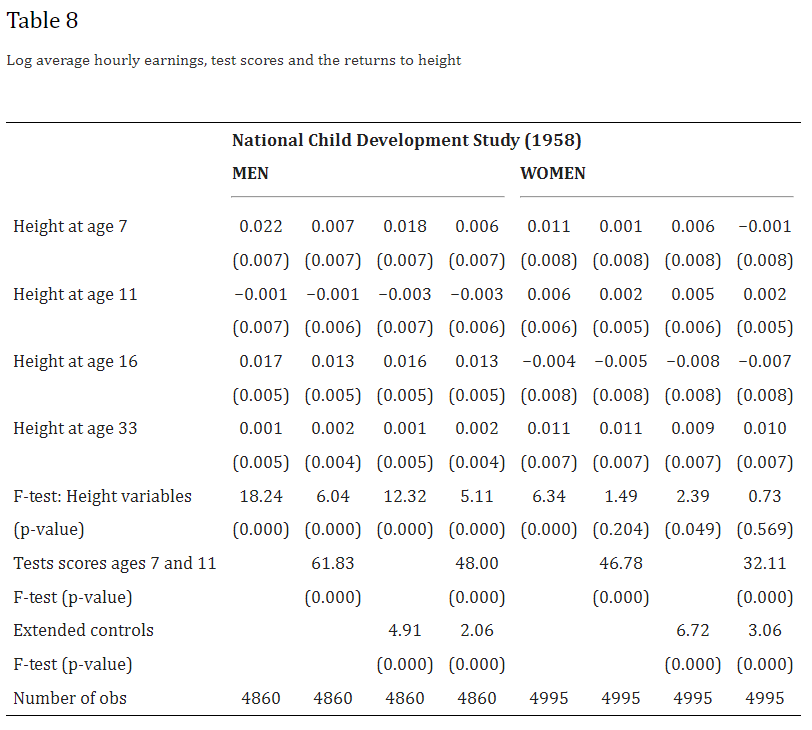 Table 8
Log average hourly earnings, test scores and the returns to height
National Child Development Study (1958)
MEN WOMEN
Height at age 7 0.022 0.007 0.018 0.006 0.011 0.001 0.006 −0.001
(0.007) (0.007) (0.007) (0.007) (0.008) (0.008) (0.008) (0.008)
Height at age 11 −0.001 −0.001 −0.003 −0.003 0.006 0.002 0.005 0.002
(0.007) (0.006) (0.007) (0.006) (0.006) (0.005) (0.006) (0.005)
Height at age 16 0.017 0.013 0.016 0.013 −0.004 −0.005 −0.008 −0.007
(0.005) (0.005) (0.005) (0.005) (0.008) (0.008) (0.008) (0.008)
Height at age 33 0.001 0.002 0.001 0.002 0.011 0.011 0.009 0.010
(0.005) (0.004) (0.005) (0.004) (0.007) (0.007) (0.007) (0.007)
F-test: Height variables 18.24 6.04 12.32 5.11 6.34 1.49 2.39 0.73
(p-value) (0.000) (0.000) (0.000) (0.000) (0.000) (0.204) (0.049) (0.569)
Tests scores ages 7 and 11 61.83 48.00 46.78 32.11
F-test (p-value) (0.000) (0.000) (0.000) (0.000)
Extended controls 4.91 2.06 6.72 3.06
F-test (p-value) (0.000) (0.000) (0.000) (0.000)
Number of obs 4860 4860 4860 4860 4995 4995 4995 4995